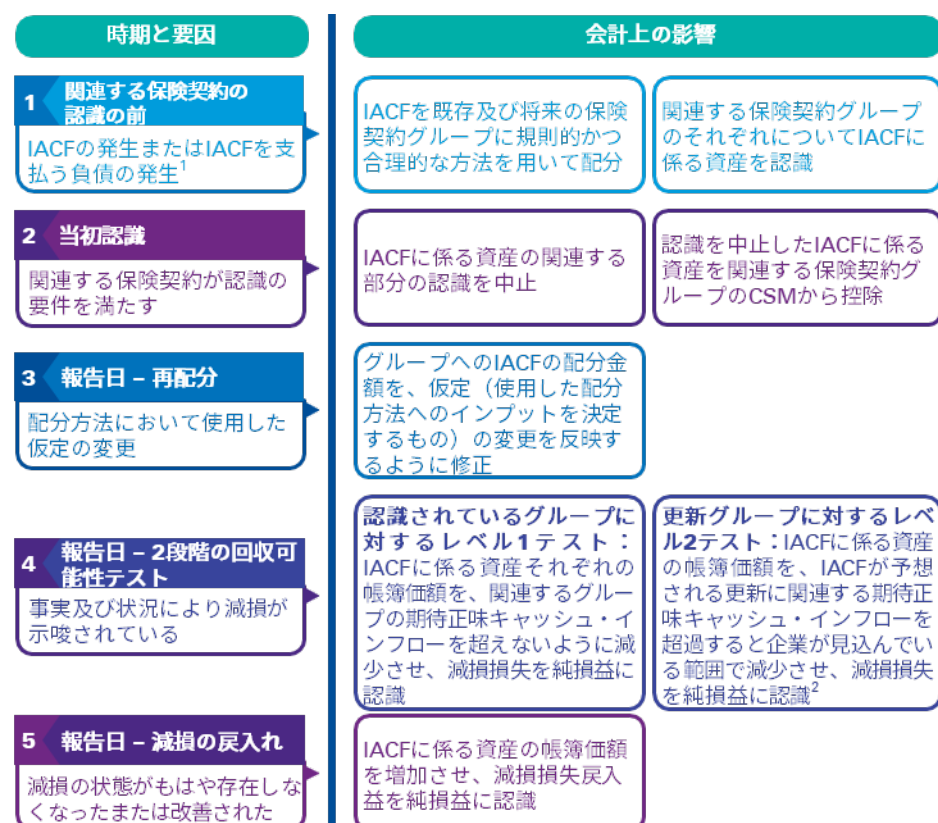 時期と要因
会計上の影響
1 関連する保険契約の
認識の前
IACFの発生またはIACFを支
払う負債の発生1
IACFを既存及び将来の保険
契約グループに規則的かつ
合理的な方法を用いて配分
関連する保険契約グループ
のそれぞれについてIACFに
係る資産を認識
2 当初認識
関連する保険契約が認識の
要件を満たす
IACFに係る資産の関連する
部分の認識を中止
認識を中止したIACFに係る
資産を関連する保険契約グ
ループのCSMから控除
3 報告日 – 再配分
配分方法において使用した
仮定の変更
グループへのIACFの配分金
額を、仮定（使用した配分
方法へのインプットを決定
するもの）の変更を反映す
るように修正
4 報告日 – 2段階の回収可
能性テスト
事実及び状況により減損が
示唆されている
認識されているグループに
対するレベル1テスト：
IACFに係る資産それぞれの
帳簿価額を、関連するグルー
プの期待正味キャッシュ・イ
ンフローを超えないように減
少させ、減損損失を純損益に
認識
更新グループに対するレベ
ル2テスト：IACFに係る資産
の帳簿価額を、IACFが予想
される更新に関連する期待正
味キャッシュ・インフローを
超過すると企業が見込んでい
る範囲で減少させ、減損損失
を純損益に認識2
5 報告日 – 減損の戻入れ
減損の状態がもはや存在しな
くなったまたは改善された
IACFに係る資産の帳簿価額
を増加させ、減損損失戻入
益を純損益に認識